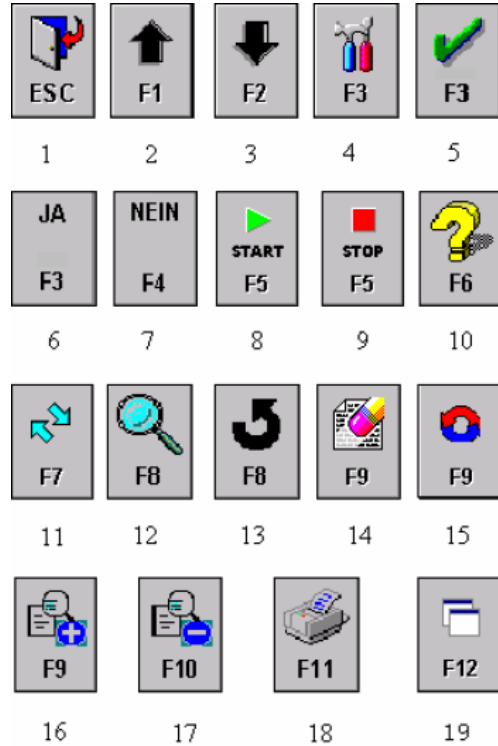 ESC F1 F2 F3 F3
1 2 3 4 5
JA NEIN
START STOP
F3 F4 F5 F5 F6
6 7 8 9 10
F7 F8 F8 F9 F9
11 12 13 14 15
F9 F10 F11 F12
16 17 18 19